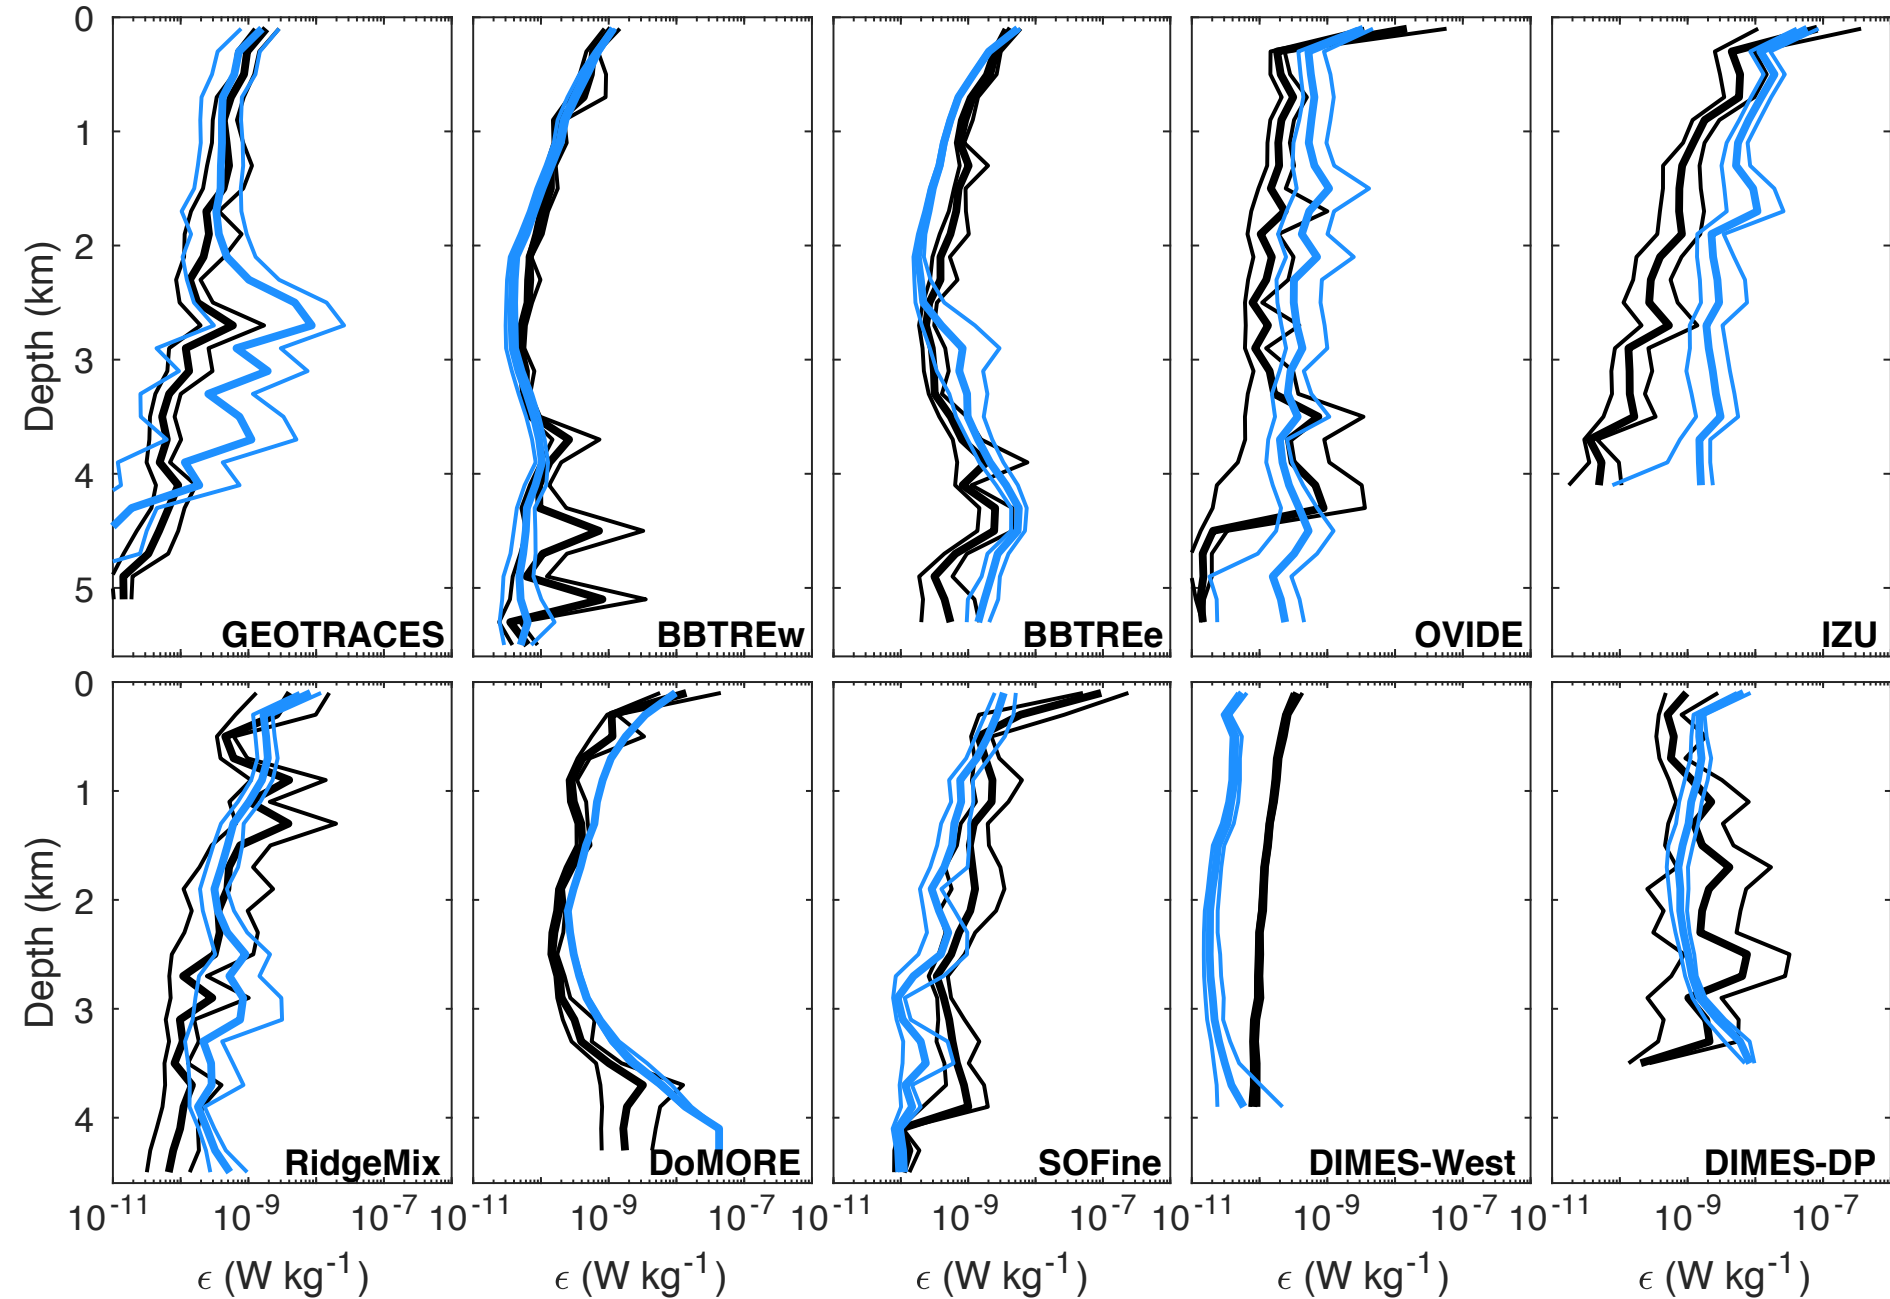 0
1
2
3
4
5
Depth (km)
GEOTRACES
BBTREw
BBTREe
OVIDE
IZU
0
1
2
3
4
Depth (km)
RidgeMix
DoMORE
SOFine
DIMES-West
DIMES-DP
10^-11 10^-9 10^-7
10^-11 10^-9 10^-7
10^-11 10^-9 10^-7
10^-11 10^-9 10^-7
10^-11 10^-9 10^-7
ϵ (W kg^-1)
ϵ (W kg^-1)
ϵ (W kg^-1)
ϵ (W kg^-1)
ϵ (W kg^-1)